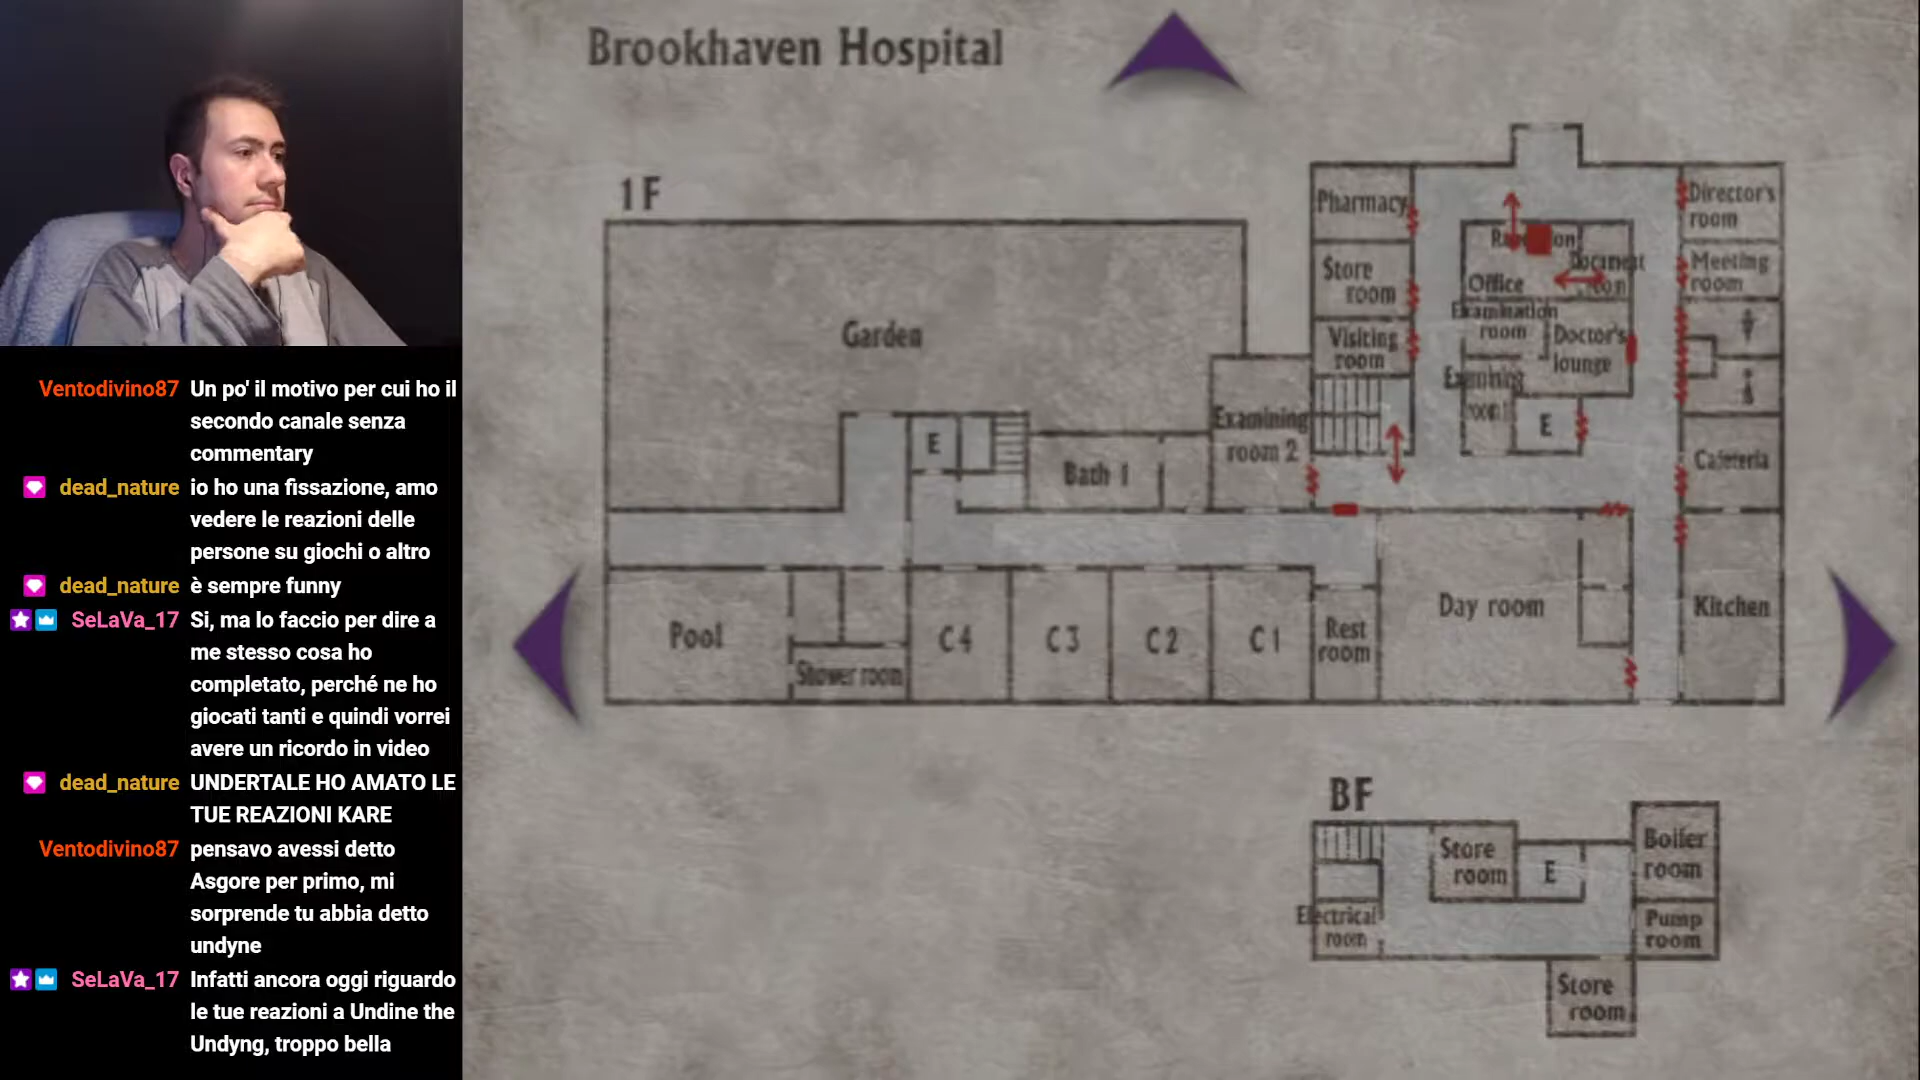 Ventodivino87 Un po' il motivo per cui ho il
secondo canale senza
commentary
dead_nature io ho una fissazione, amo
vedere le reazioni delle
persone su giochi o altro
dead_nature è sempre funny
SeLaVa_17 Si, ma lo faccio per dire a
me stesso cosa ho
completato, perché ne ho
giocati tanti e quindi vorrei
avere un ricordo in video
dead_nature UNDERTALE HO AMATO LE
TUE REAZIONI KARE
Ventodivino87 pensavo avessi detto
Asgore per primo, mi
sorprende tu abbia detto
undyne
SeLaVa_17 Infatti ancora oggi riguardo
le tue reazioni a Undine the
Undyng, troppo bella
Brookhaven Hospital
1F
Garden
Pharmacy
Store
room
Visiting
room
Office
Document
Examination
room
Doctor's
lounge
Examining
room 1
E
Director's
room
Meeting
room
Cafeteria
Kitchen
Examining
room 2
E
Bath 1
Pool
Shower room
C4
C3
C2
C1
Rest
room
Day room
BF
Store
room
E
Boiler
room
Electrical
room
Pump
room
Store
room